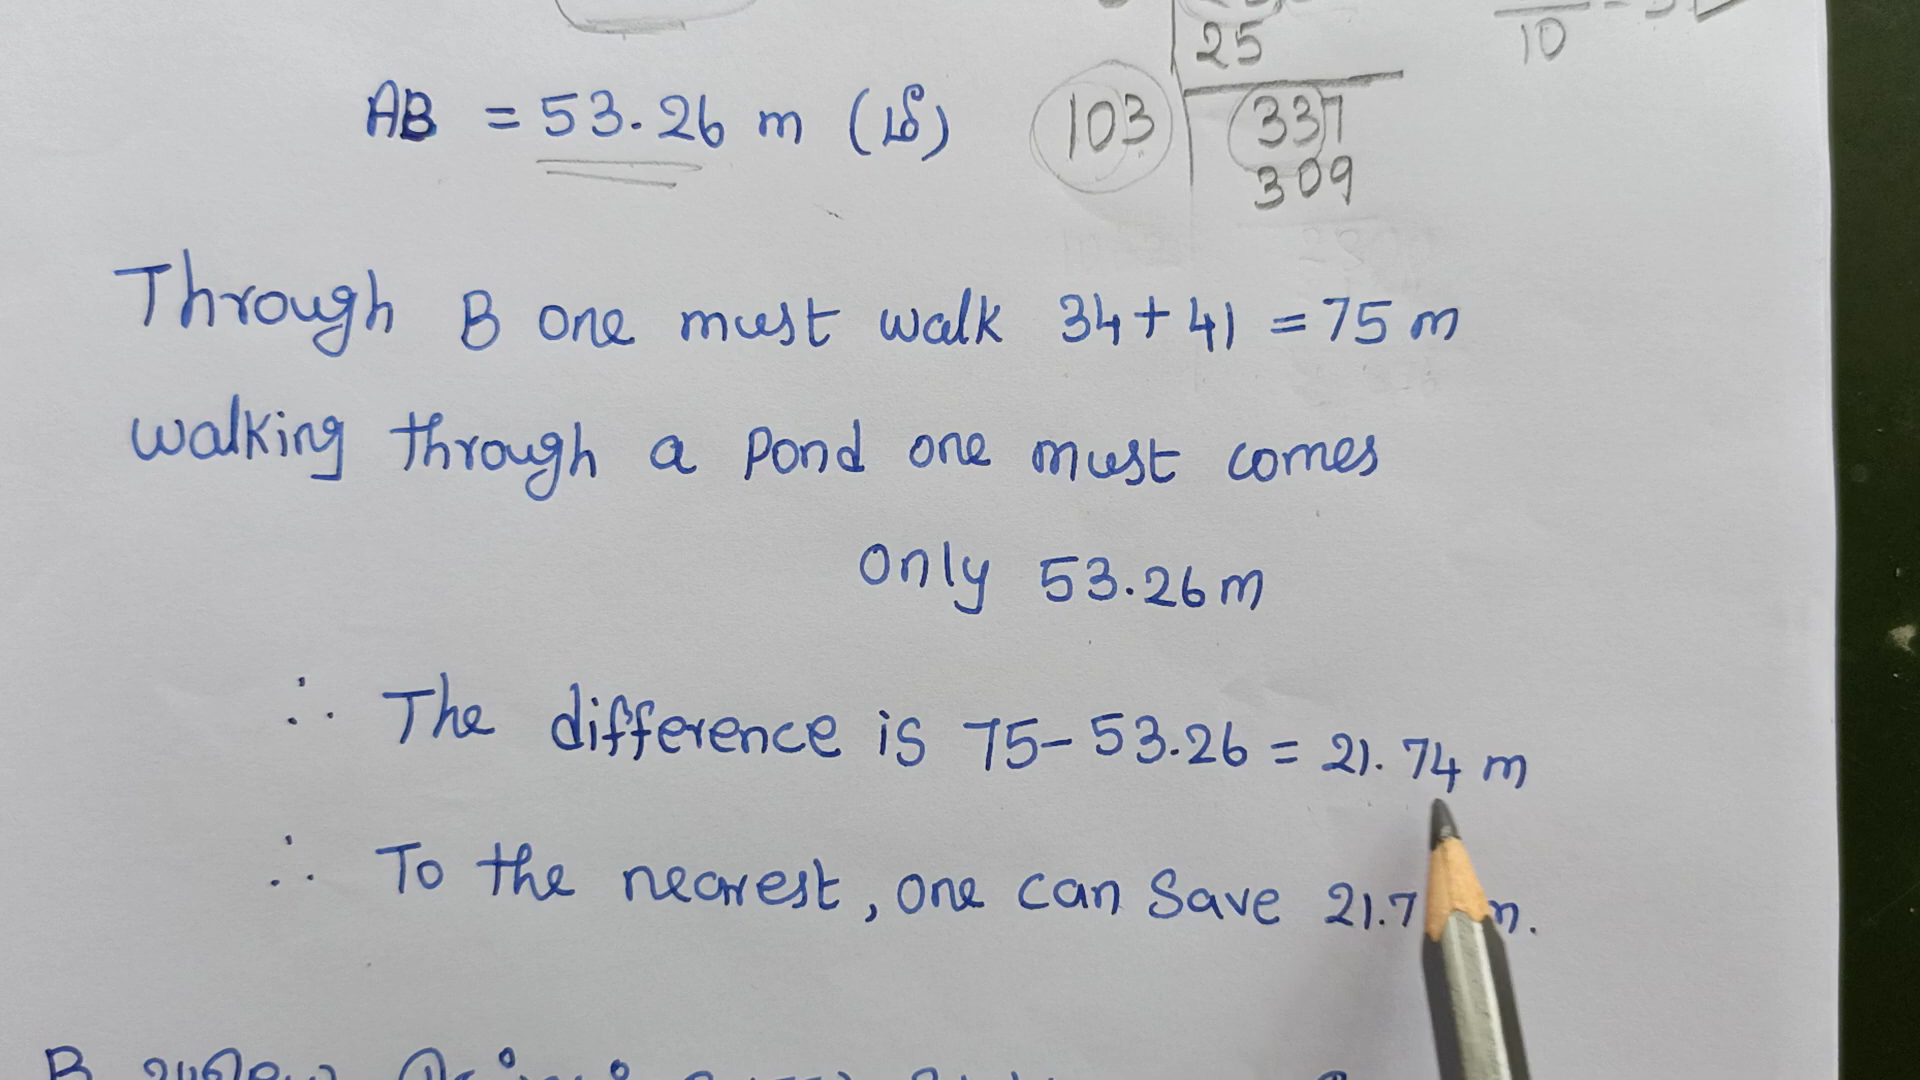 25
10
AB = 53.26 m (மீ)
103 337
309
Through B one must walk 34+41 = 75 m
walking through a Pond one must comes
only 53.26 m
∴ The difference is 75-53.26 = 21.74 m
∴ To the nearest, one can save 21.7 m.
B